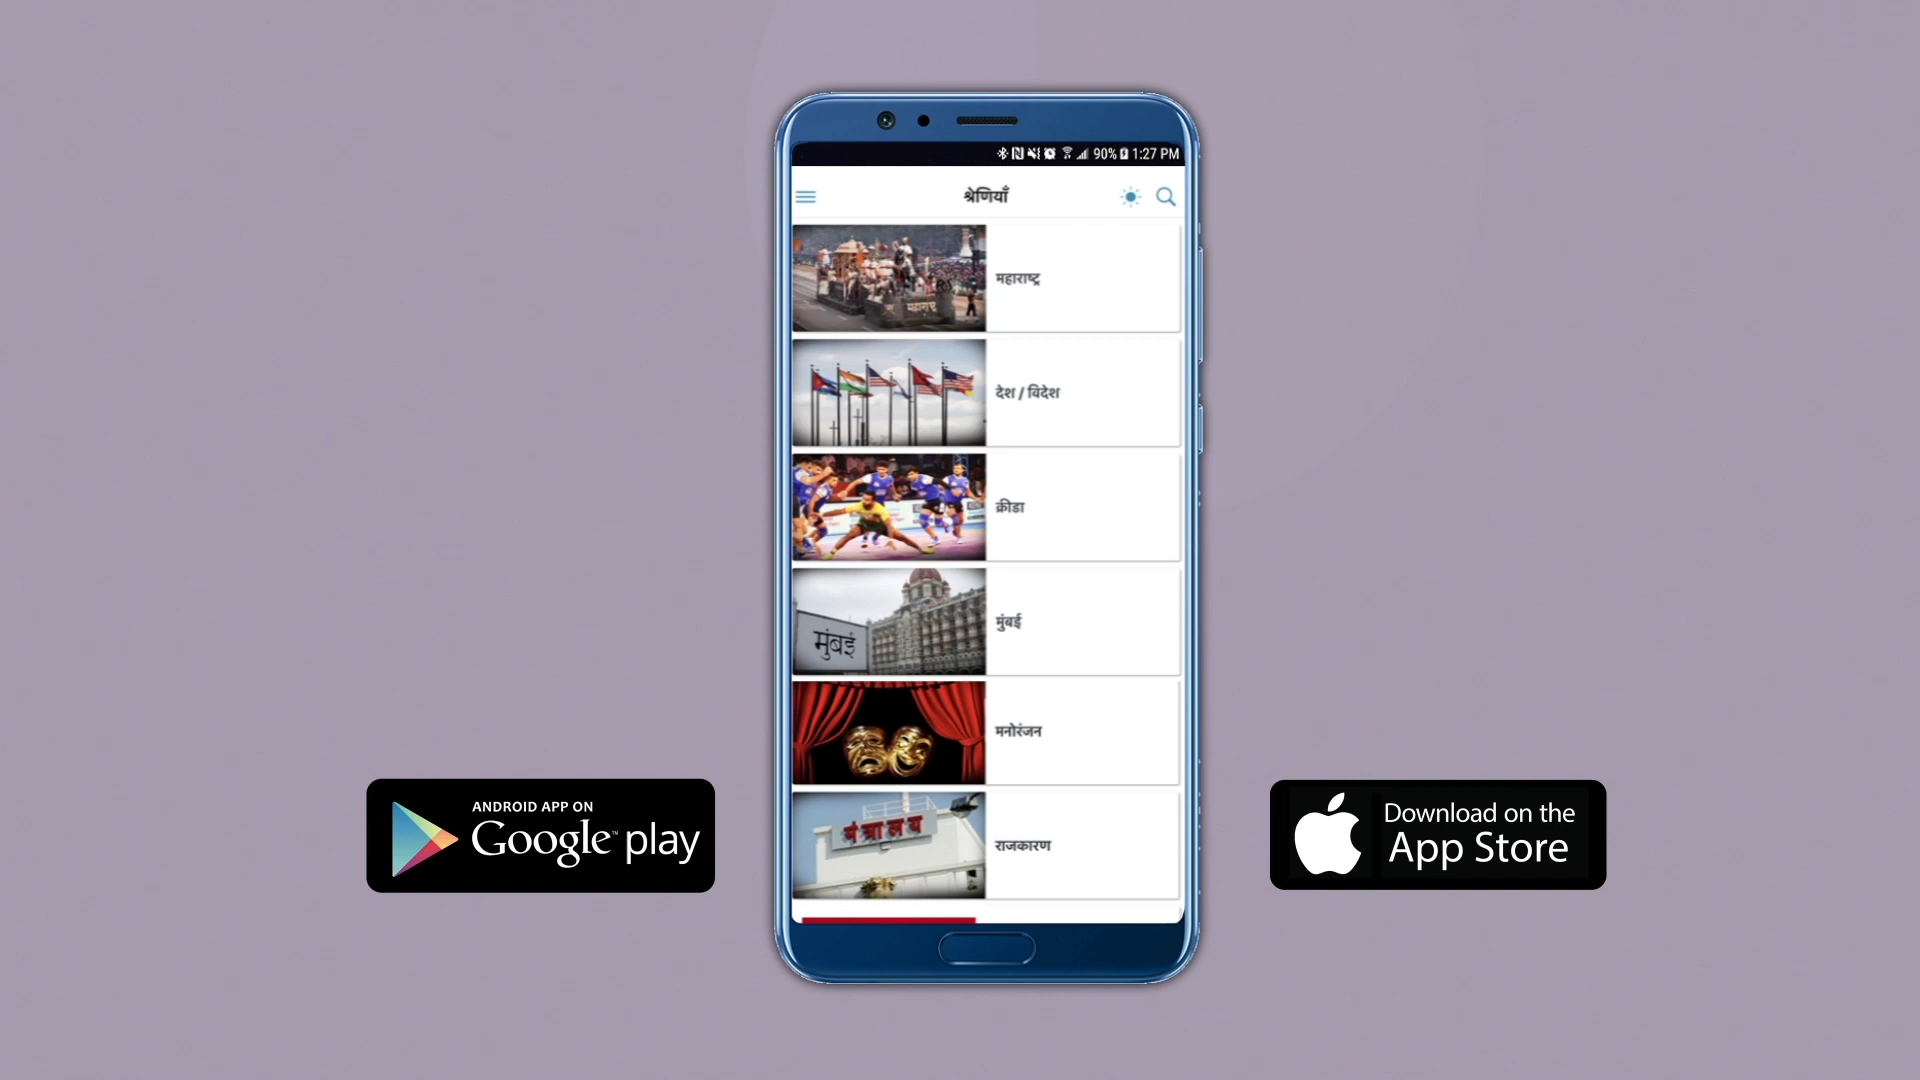 90% 1:27 PM
श्रेणियाँ
महाराष्ट्र
देश / विदेश
क्रीडा
मुंबई
मुंबई
मनोरंजन
मंत्रालय
राजकारण
ANDROID APP ON
Google play
Download on the
App Store